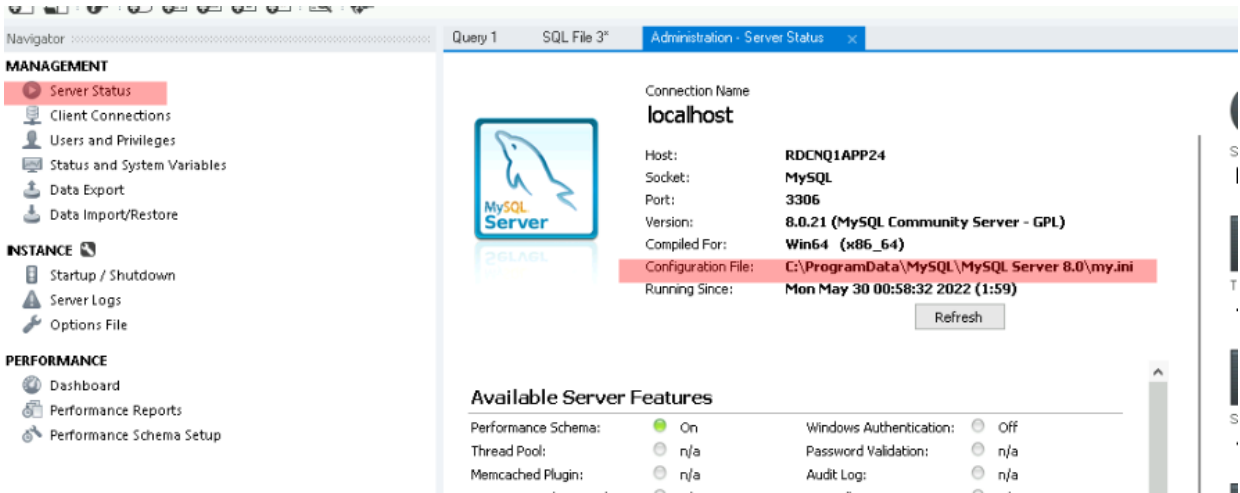 Navigator
MANAGEMENT
Server Status
Client Connections
Users and Privileges
Status and System Variables
Data Export
Data Import/Restore
INSTANCE
Startup / Shutdown
Server Logs
Options File
PERFORMANCE
Dashboard
Performance Reports
Performance Schema Setup
Query 1 SQL File 3* Administration - Server Status ×
MySQL
Server
Connection Name
localhost
Host: RDCNQ1APP24
Socket: MySQL
Port: 3306
Version: 8.0.21 (MySQL Community Server - GPL)
Compiled For: Win64 (x86_64)
Configuration File: C:\ProgramData\MySQL\MySQL Server 8.0\my.ini
Running Since: Mon May 30 00:58:32 2022 (1:59)
Refresh
Available Server Features
Performance Schema: On Windows Authentication: Off
Thread Pool: n/a Password Validation: n/a
Memcached Plugin: n/a Audit Log: n/a